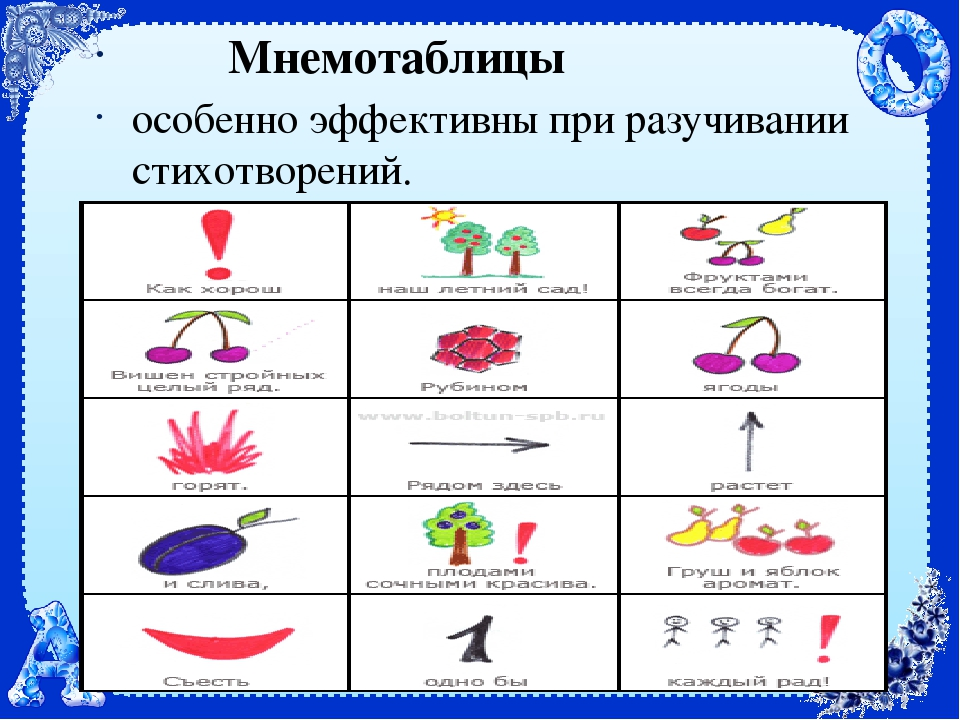 Мнемотаблицы
особенно эффективны при разучивании
стихотворений.
Как хорош
наш летний сад!
Фруктами
всегда богат.
Вишен стройных
целый ряд.
Рубином
ягоды
горят.
www.boltun-spb.ru
Рядом здесь
растет
и слива,
плодами
сочными красива.
Груш и яблок
аромат.
Съесть
1
одно бы
каждый рад!
О
А